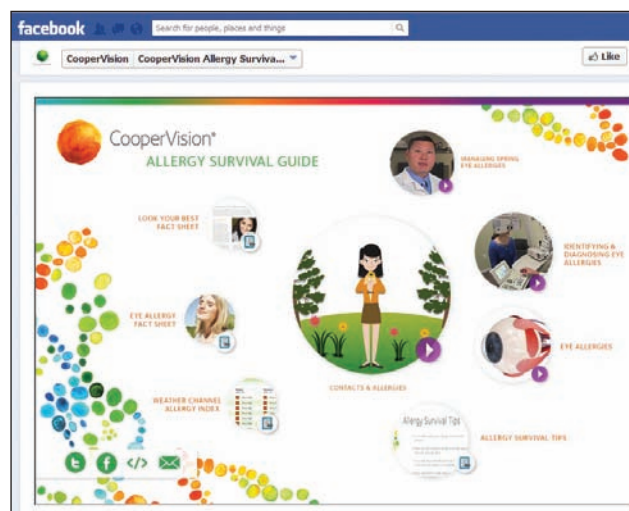 facebook
Search for people, places and things
CooperVision
CooperVision Allergy Surviva...
Like
CooperVision®
ALLERGY SURVIVAL GUIDE
MANAGING SPRING
EYE ALLERGIES
LOOK YOUR BEST
FACT SHEET
IDENTIFYING &
DIAGNOSING EYE
ALLERGIES
EYE ALLERGY
FACT SHEET
EYE ALLERGIES
CONTACTS & ALLERGIES
WEATHER CHANNEL
ALLERGY INDEX
Allergy Survival Tips
ALLERGY SURVIVAL TIPS